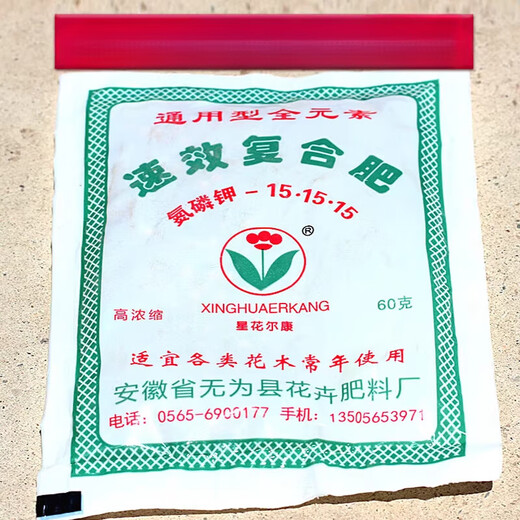 通用型全元素
速效复合肥
氮磷钾-15·15·15
®
XINGHUAERKANG
高浓缩 60克
星花尔康
适宜各类花木常年使用
安徽省无为县花卉肥料厂
电话：0565-6900177 手机：13505653971